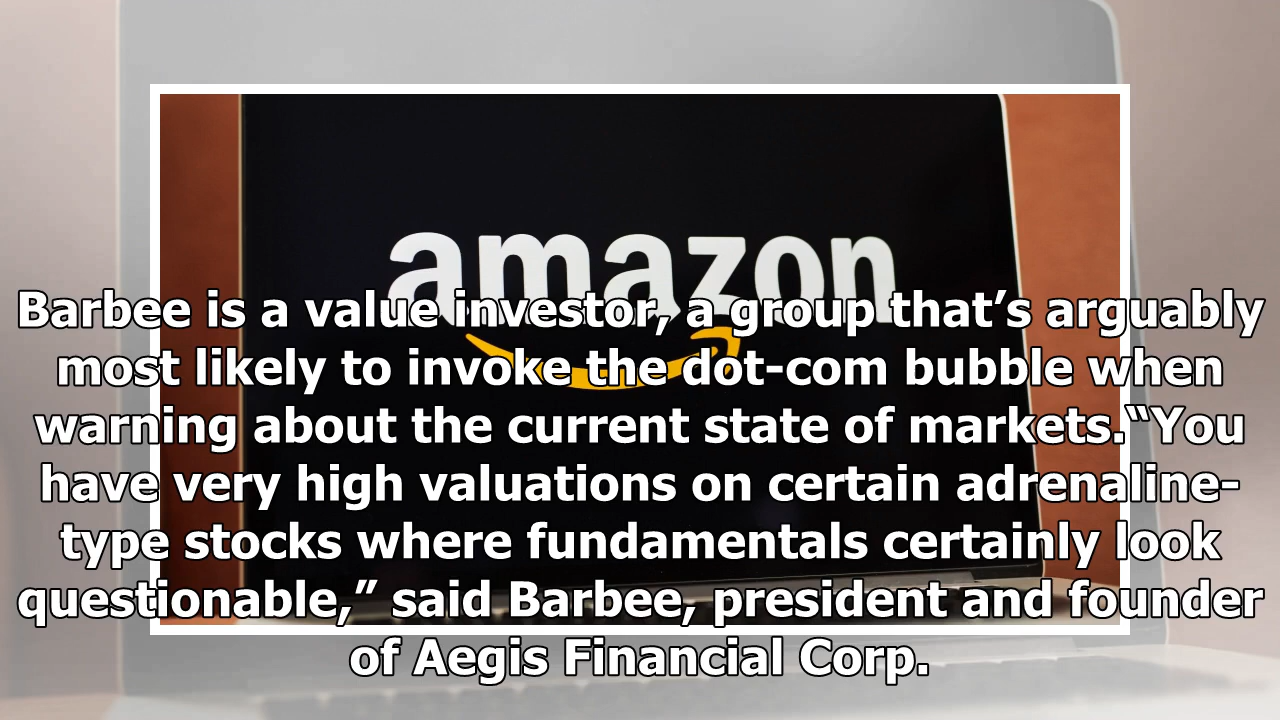 amazon
Barbee is a value investor, a group that’s arguably
most likely to invoke the dot-com bubble when
warning about the current state of markets.“You
have very high valuations on certain adrenaline-
type stocks where fundamentals certainly look
questionable,” said Barbee, president and founder
of Aegis Financial Corp.